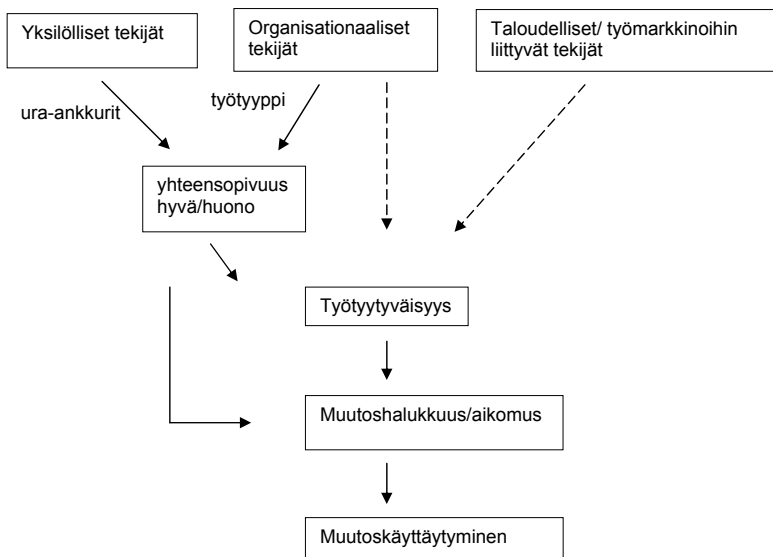 Yksilölliset tekijät
Organisationaaliset
tekijät
Taloudelliset/ työmarkkinoihin
liittyvät tekijät
ura-ankkurit
työtyyppi
yhteensopivuus
hyvä/huono
Työtyytyväisyys
Muutoshalukkuus/aikomus
Muutoskäyttäytyminen